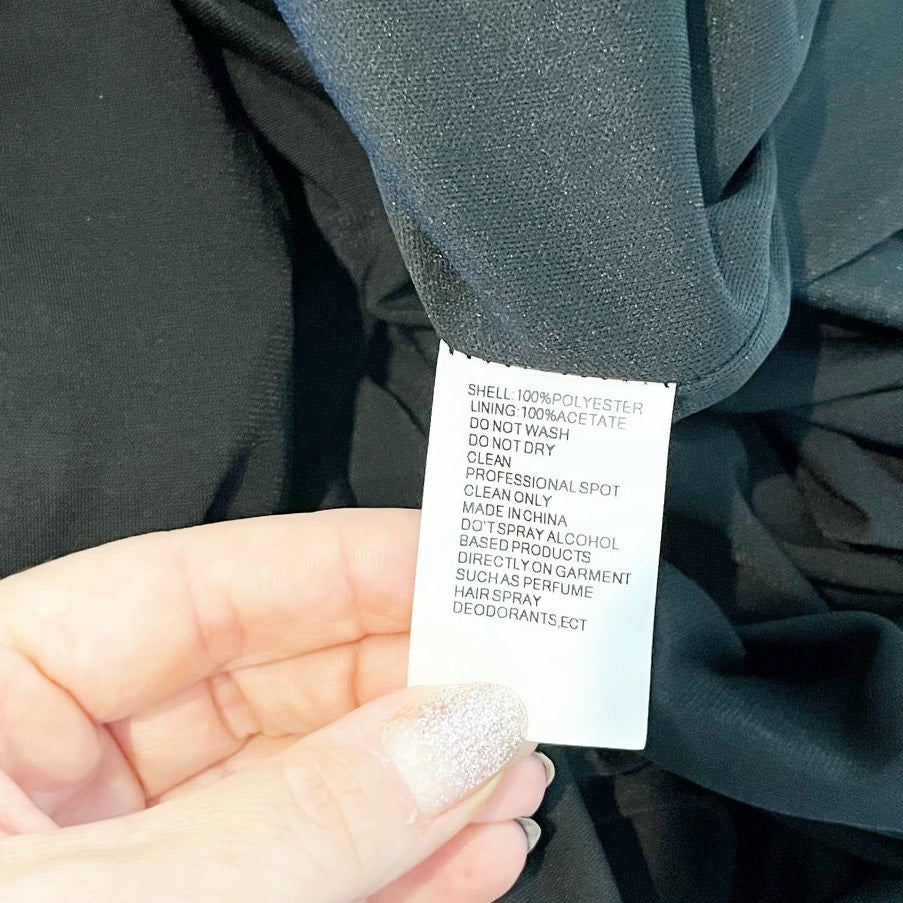 SHELL:100%POLYESTER
LINING:100%ACETATE
DO NOT WASH
DO NOT DRY
CLEAN
PROFESSIONAL SPOT
CLEAN ONLY
MADE IN CHINA
DO'T SPRAY ALCOHOL
BASED PRODUCTS
DIRECTLY ON GARMENT
SUCH AS PERFUME
HAIR SPRAY
DEODORANTS,ECT